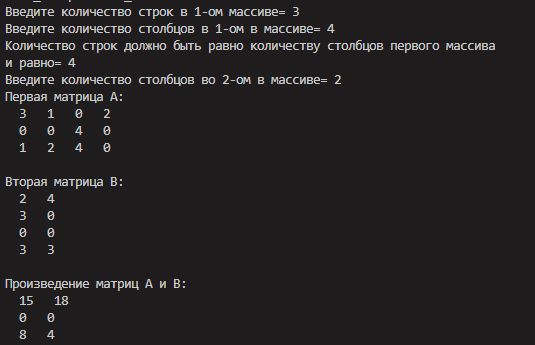 Введите количество строк в 1-ом массиве= 3
Введите количество столбцов в 1-ом в массиве= 4
Количество строк должно быть равно количеству столбцов первого массива
и равно= 4
Введите количество столбцов во 2-ом в массиве= 2
Первая матрица A:
3 1 0 2
0 0 4 0
1 2 4 0
Вторая матрица B:
2 4
3 0
0 0
3 3
Произведение матриц A и B:
15 18
0 0
8 4